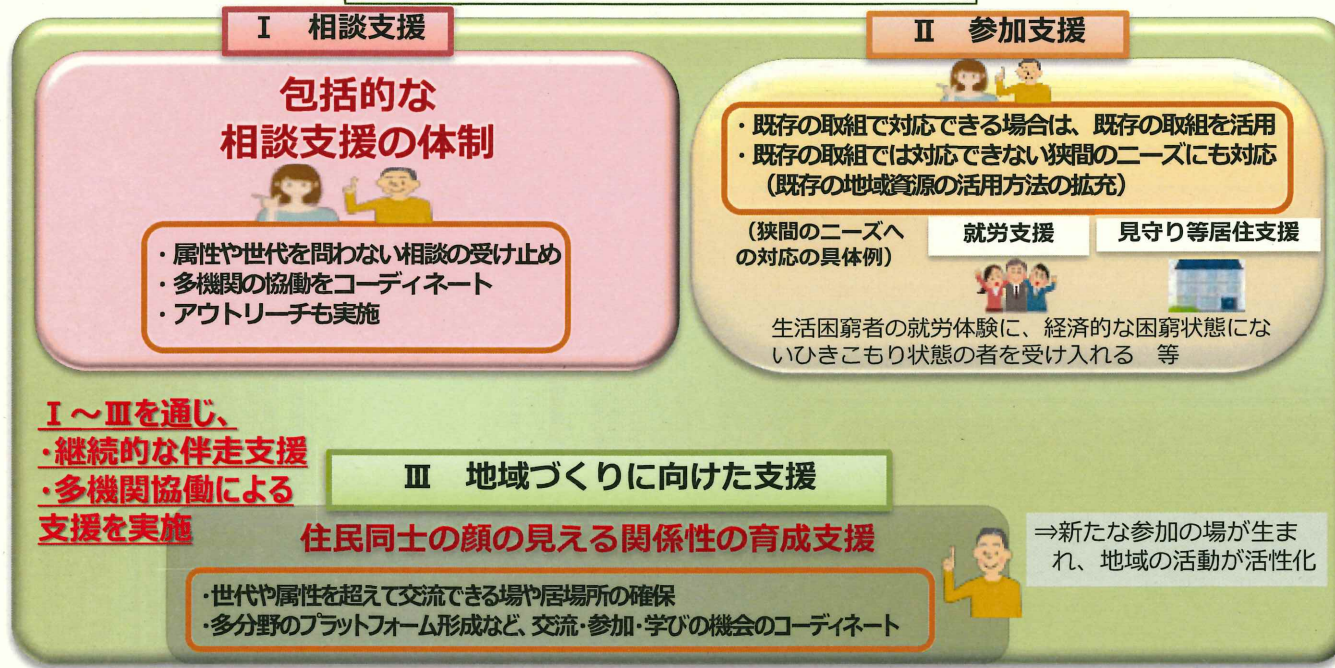 Ⅰ 相談支援
包括的な
相談支援の体制
・属性や世代を問わない相談の受け止め
・多機関の協働をコーディネート
・アウトリーチも実施
Ⅱ 参加支援
・既存の取組で対応できる場合は、既存の取組を活用
・既存の取組では対応できない狭間のニーズにも対応
（既存の地域資源の活用方法の拡充）
（狭間のニーズへ
の対応の具体例）
就労支援
見守り等居住支援
生活困窮者の就労体験に、経済的な困窮状態にな
いひきこもり状態の者を受け入れる 等
Ⅰ～Ⅲを通じ、
・継続的な伴走支援
・多機関協働による
支援を実施
Ⅲ 地域づくりに向けた支援
住民同士の顔の見える関係性の育成支援
・世代や属性を超えて交流できる場や居場所の確保
・多分野のプラットフォーム形成など、交流・参加・学びの機会のコーディネート
⇒新たな参加の場が生ま
れ、地域の活動が活性化